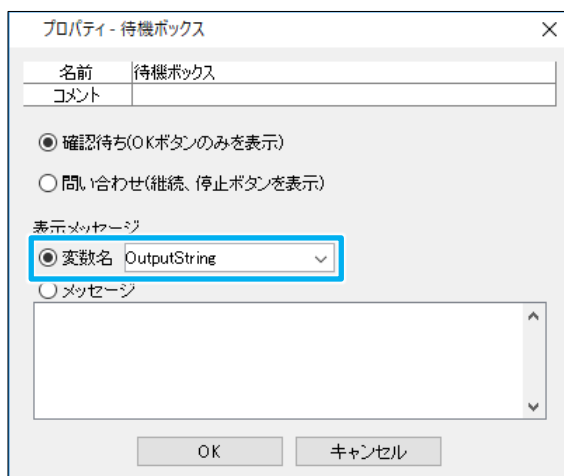 プロパティ - 待機ボックス
名前 待機ボックス
コメント
確認待ち(OKボタンのみを表示)
問い合わせ(継続、停止ボタンを表示)
表示メッセージ
変数名 OutputString
メッセージ
OK キャンセル